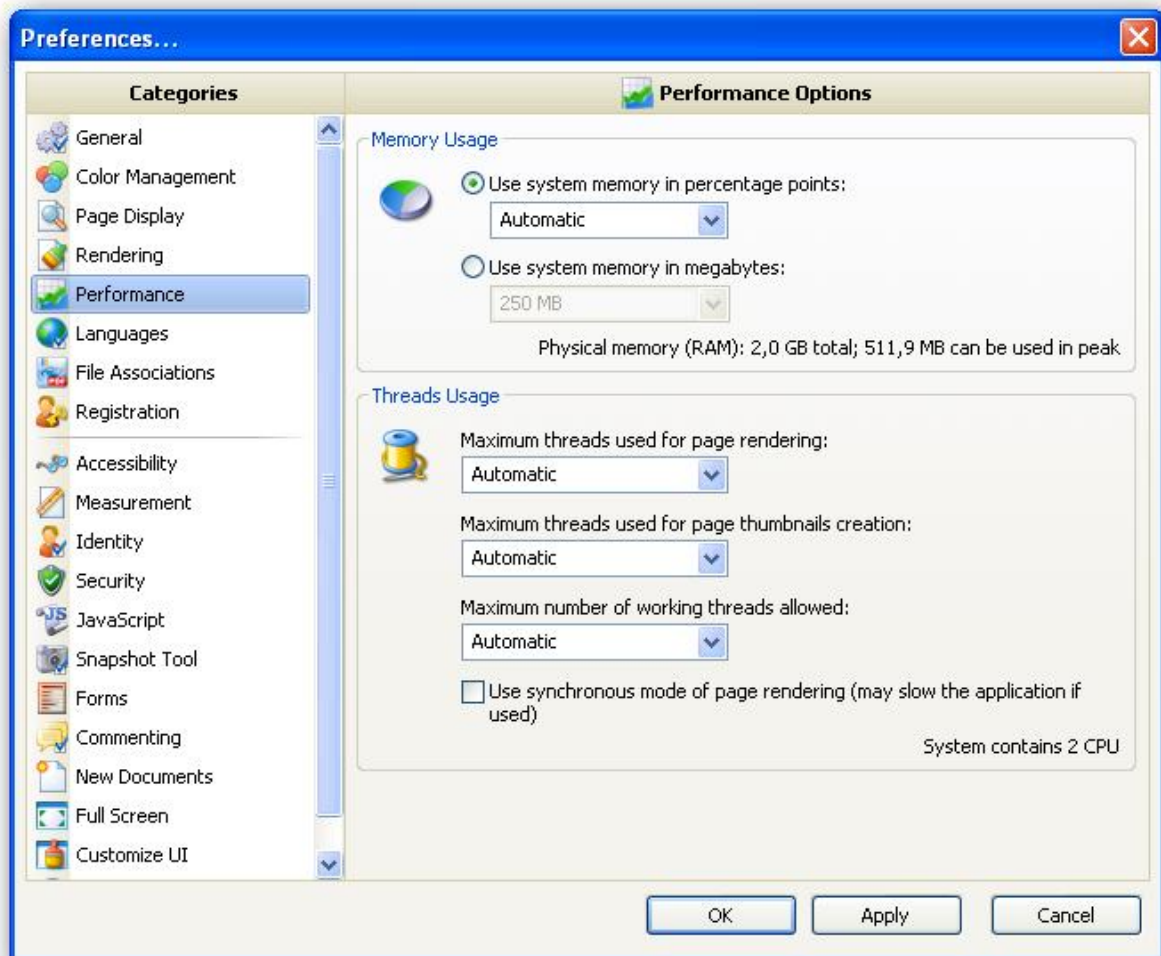 Preferences...
Categories
General
Color Management
Page Display
Rendering
Performance
Languages
File Associations
Registration
Accessibility
Measurement
Identity
Security
JavaScript
Snapshot Tool
Forms
Commenting
New Documents
Full Screen
Customize UI
Performance Options
Memory Usage
Use system memory in percentage points:
Automatic
Use system memory in megabytes:
250 MB
Physical memory (RAM): 2,0 GB total; 511,9 MB can be used in peak
Threads Usage
Maximum threads used for page rendering:
Automatic
Maximum threads used for page thumbnails creation:
Automatic
Maximum number of working threads allowed:
Automatic
Use synchronous mode of page rendering (may slow the application if
used)
System contains 2 CPU
OK
Apply
Cancel